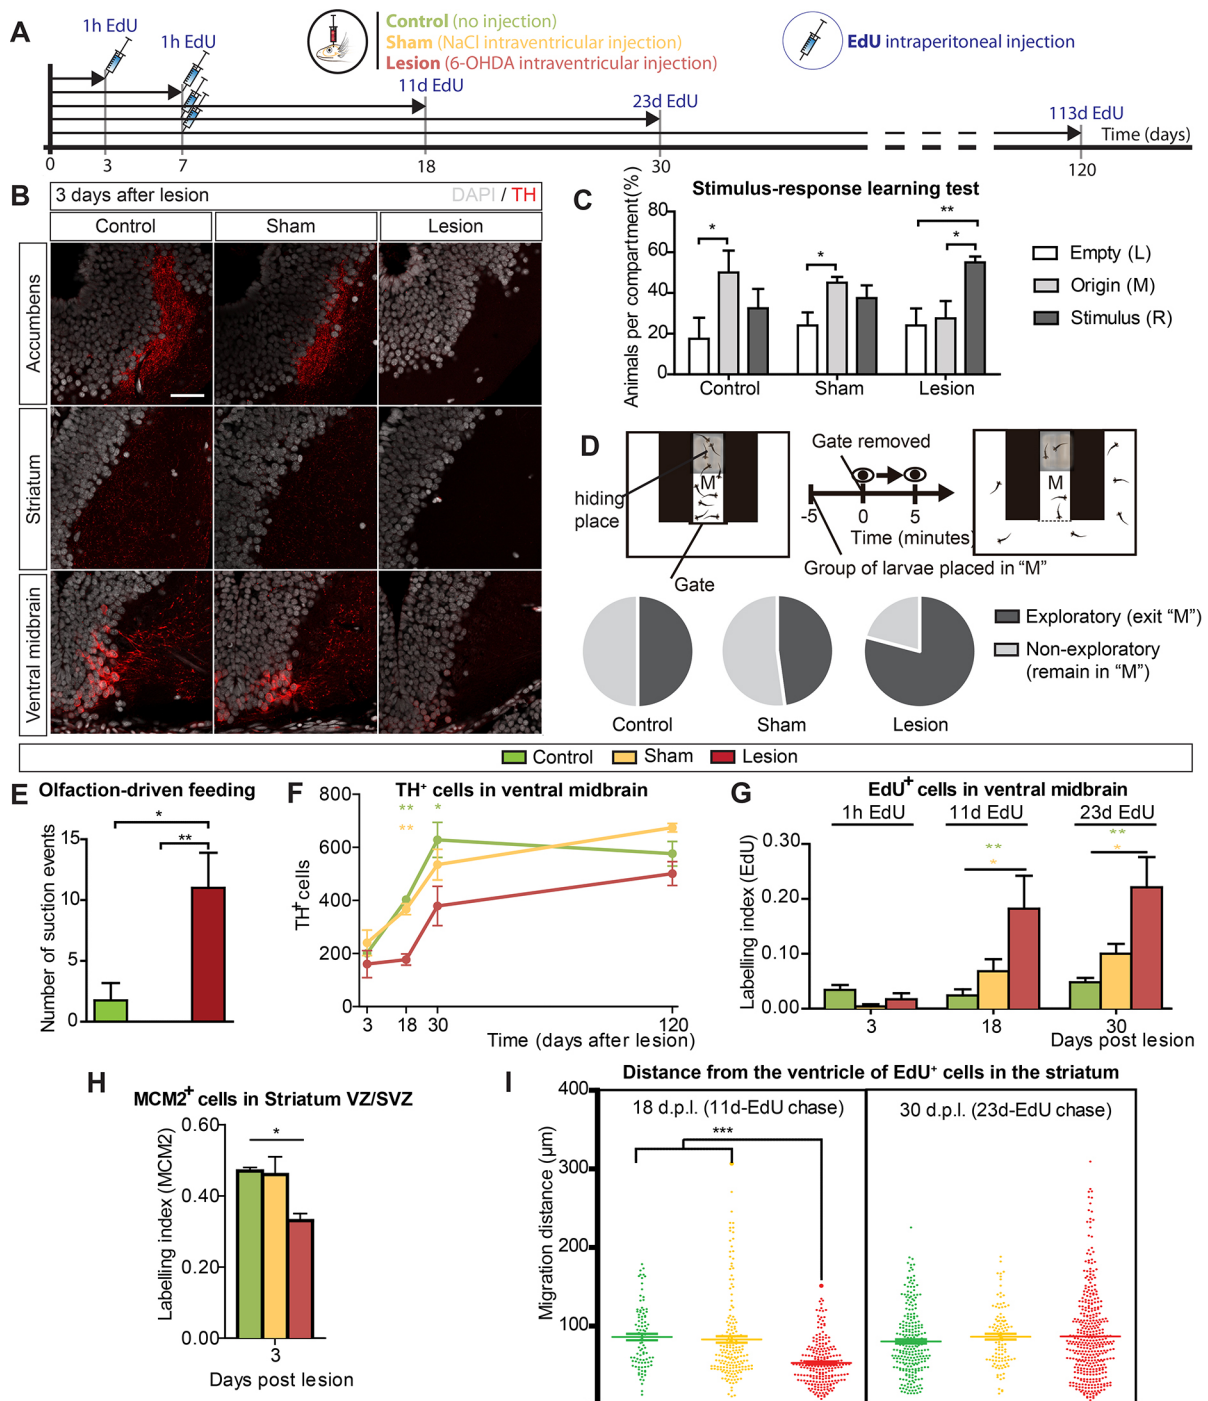 A
1h EdU
1h EdU
Control (no injection)
Sham (NaCl intraventricular injection)
Lesion (6-OHDA intraventricular injection)
EdU intraperitoneal injection
11d EdU
23d EdU
113d EdU
Time (days)
0 3 7 18 30 120
B
3 days after lesion DAPI / TH
Control Sham Lesion
Accumbens
Striatum
Ventral midbrain
C
Stimulus-response learning test
Animals per compartment(%)
80
60
40
20
0
* * ** *
Control Sham Lesion
Empty (L)
Origin (M)
Stimulus (R)
D
hiding
place
M
Gate
Gate removed
-5 0 5
Time (minutes)
Group of larvae placed in “M”
M
Control Sham Lesion
Exploratory (exit “M”)
Non-exploratory
(remain in “M”)
Control Sham Lesion
E
Olfaction-driven feeding
Number of suction events
15
10
5
0
*
**
F
TH+ cells in ventral midbrain
TH+ cells
800
600
400
200
0
** *
**
3 18 30 120
Time (days after lesion)
G
EdU+ cells in ventral midbrain
1h EdU 11d EdU 23d EdU
Labelling index (EdU)
0.30
0.20
0.10
0.00
**
*
**
*
3 18 30
Days post lesion
H
MCM2+ cells in Striatum VZ/SVZ
Labelling index (MCM2)
0.60
0.40
0.20
0.00
*
3
Days post lesion
I
Distance from the ventricle of EdU+ cells in the striatum
Migration distance (µm)
400
300
200
100
18 d.p.l. (11d-EdU chase)
***
30 d.p.l. (23d-EdU chase)